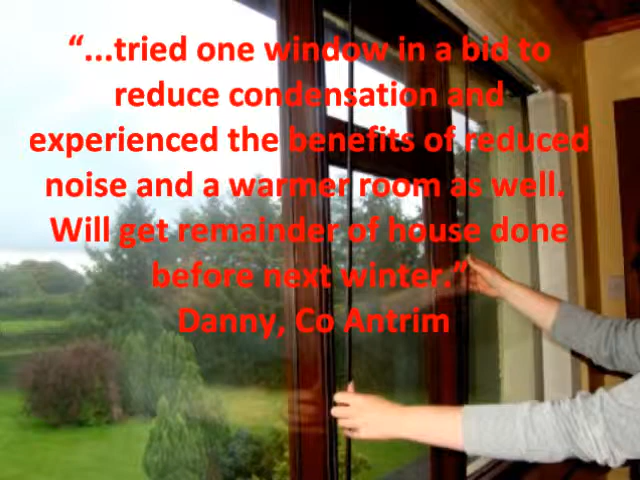 “...tried one window in a bid to
reduce condensation and
experienced the benefits of reduced
noise and a warmer room as well.
Will get remainder of house done
before next winter.”
Danny, Co Antrim